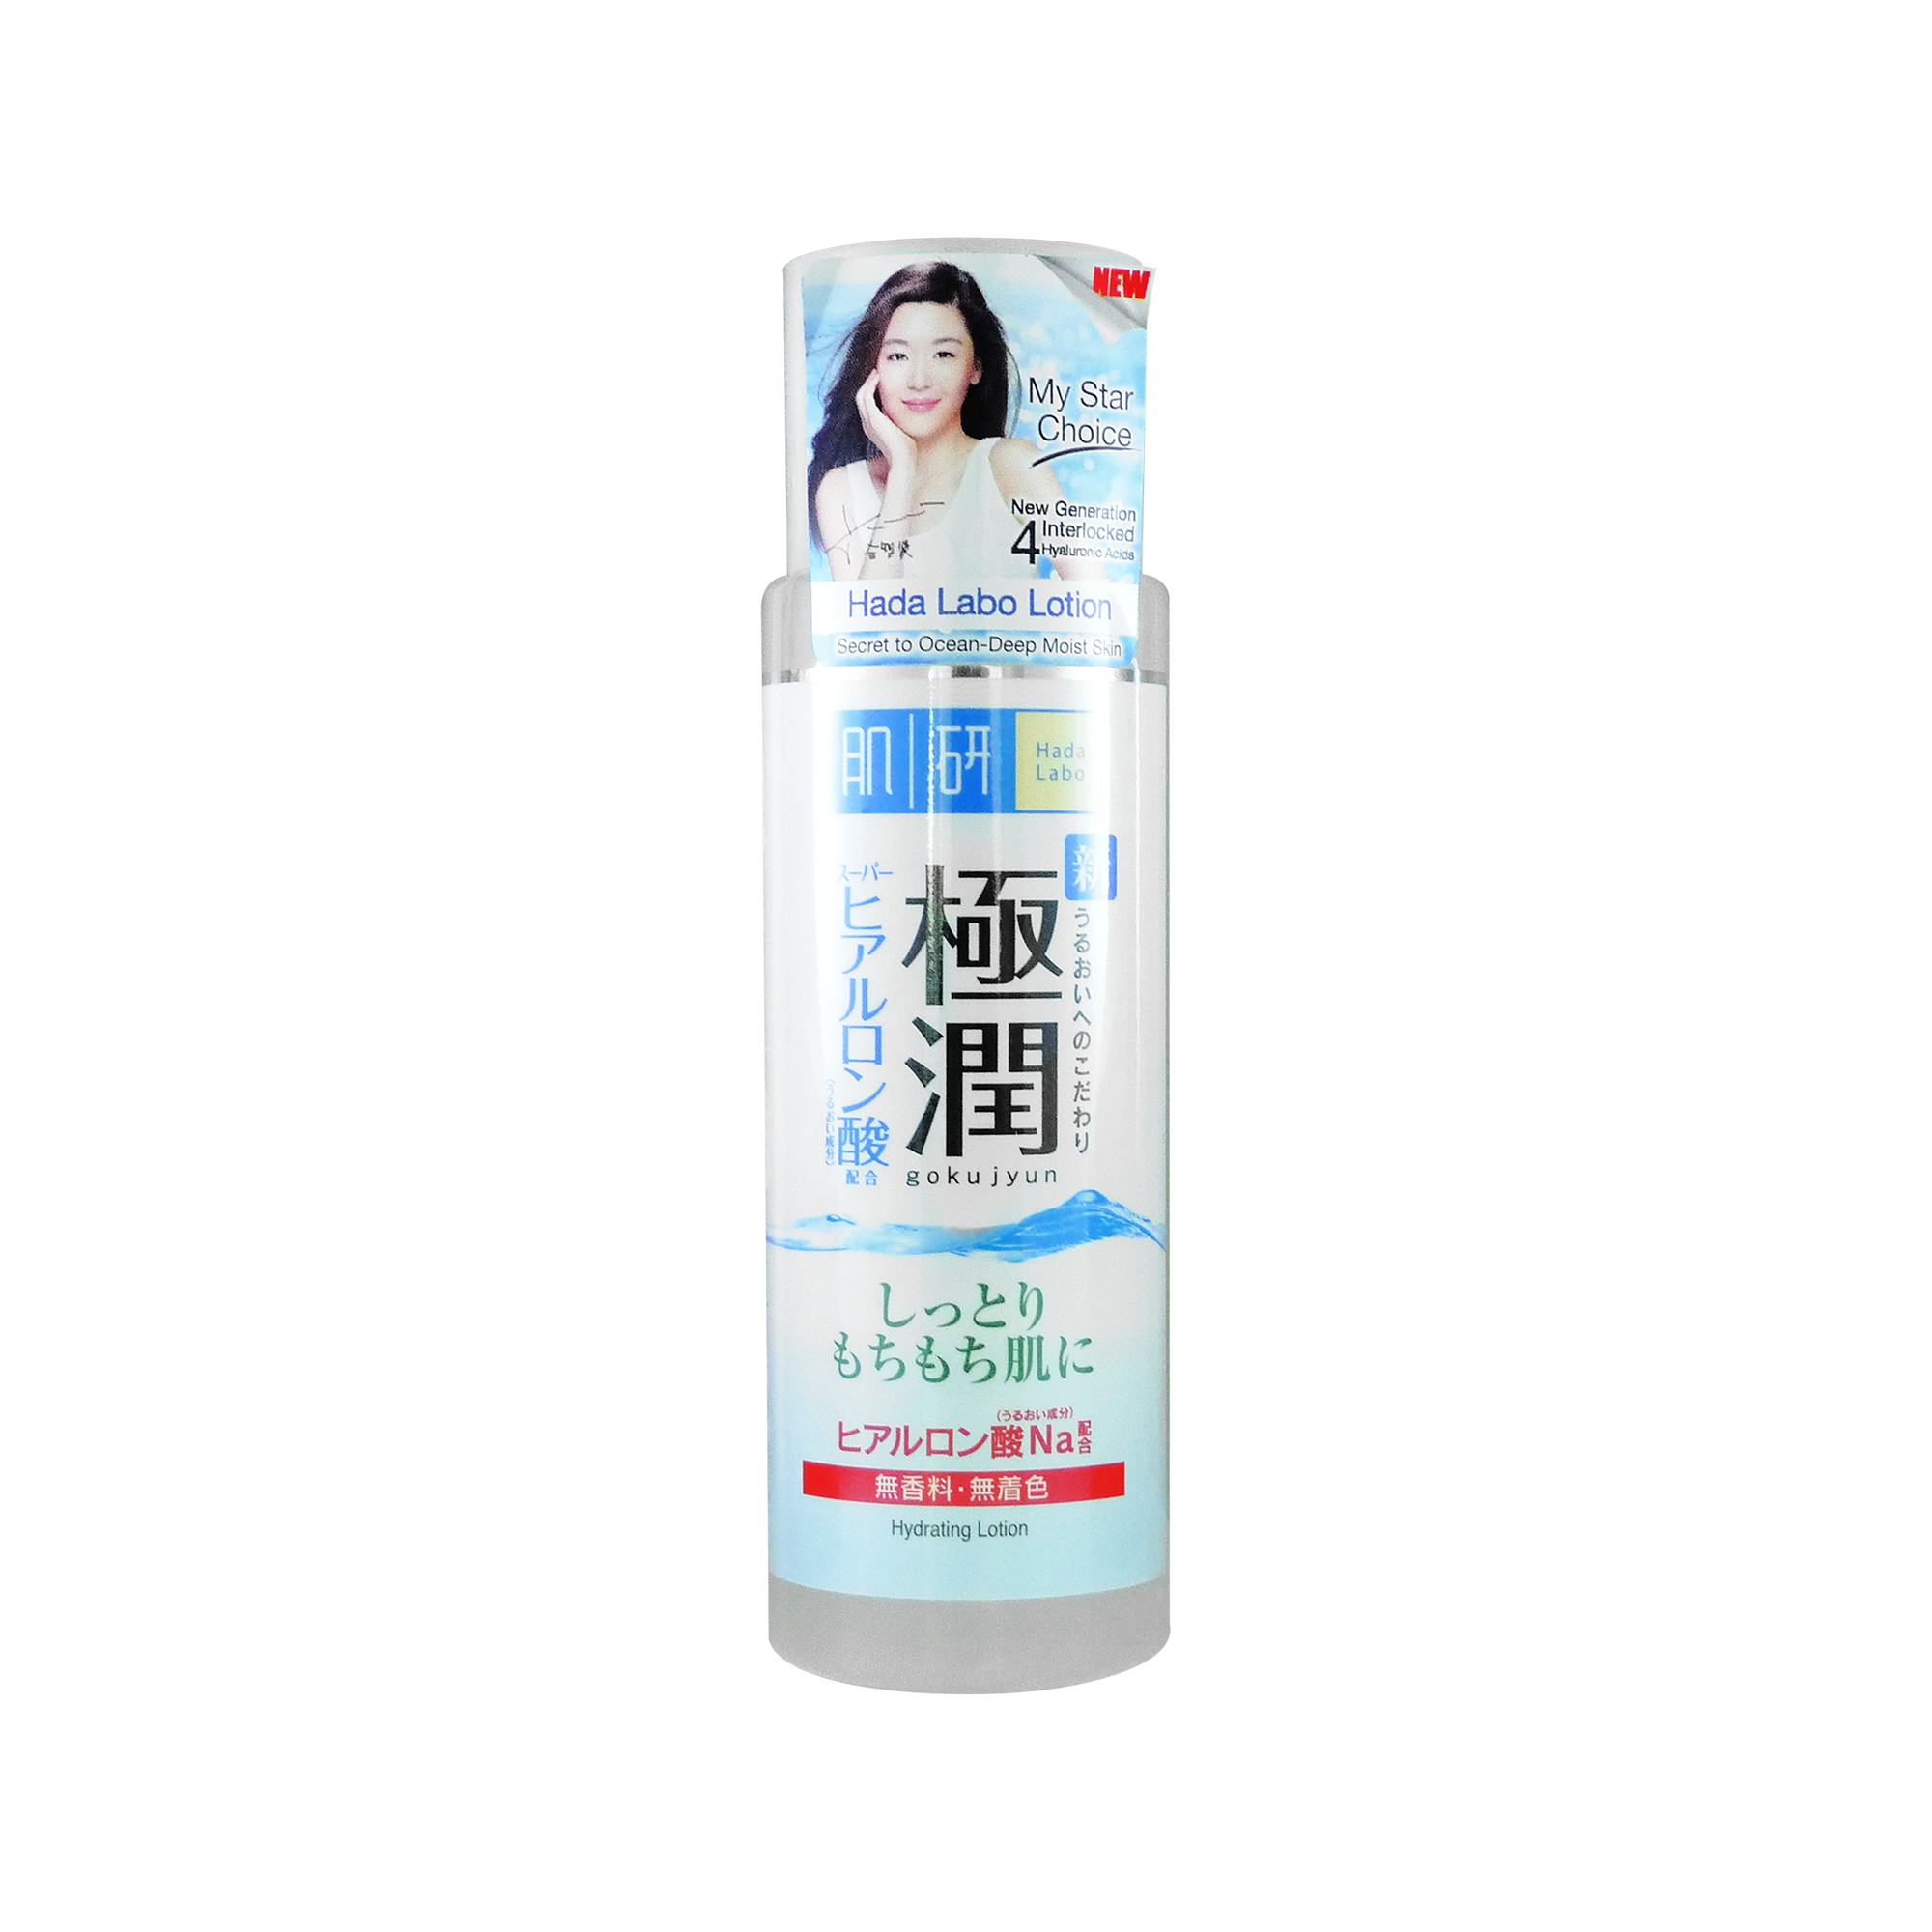 NEW
My Star
Choice
New Generation
4 Interlocked
Hyaluronic Acids
Hada Labo Lotion
Secret to Ocean-Deep Moist Skin
肌研
Hada
Labo
新
うるおいへのこだわり
極潤
gokujyun
スーパー
ヒアルロン酸
(うるおい成分)
配合
しっとり
もちもち肌に
(うるおい成分)
ヒアルロン酸Na配合
無香料・無着色
Hydrating Lotion